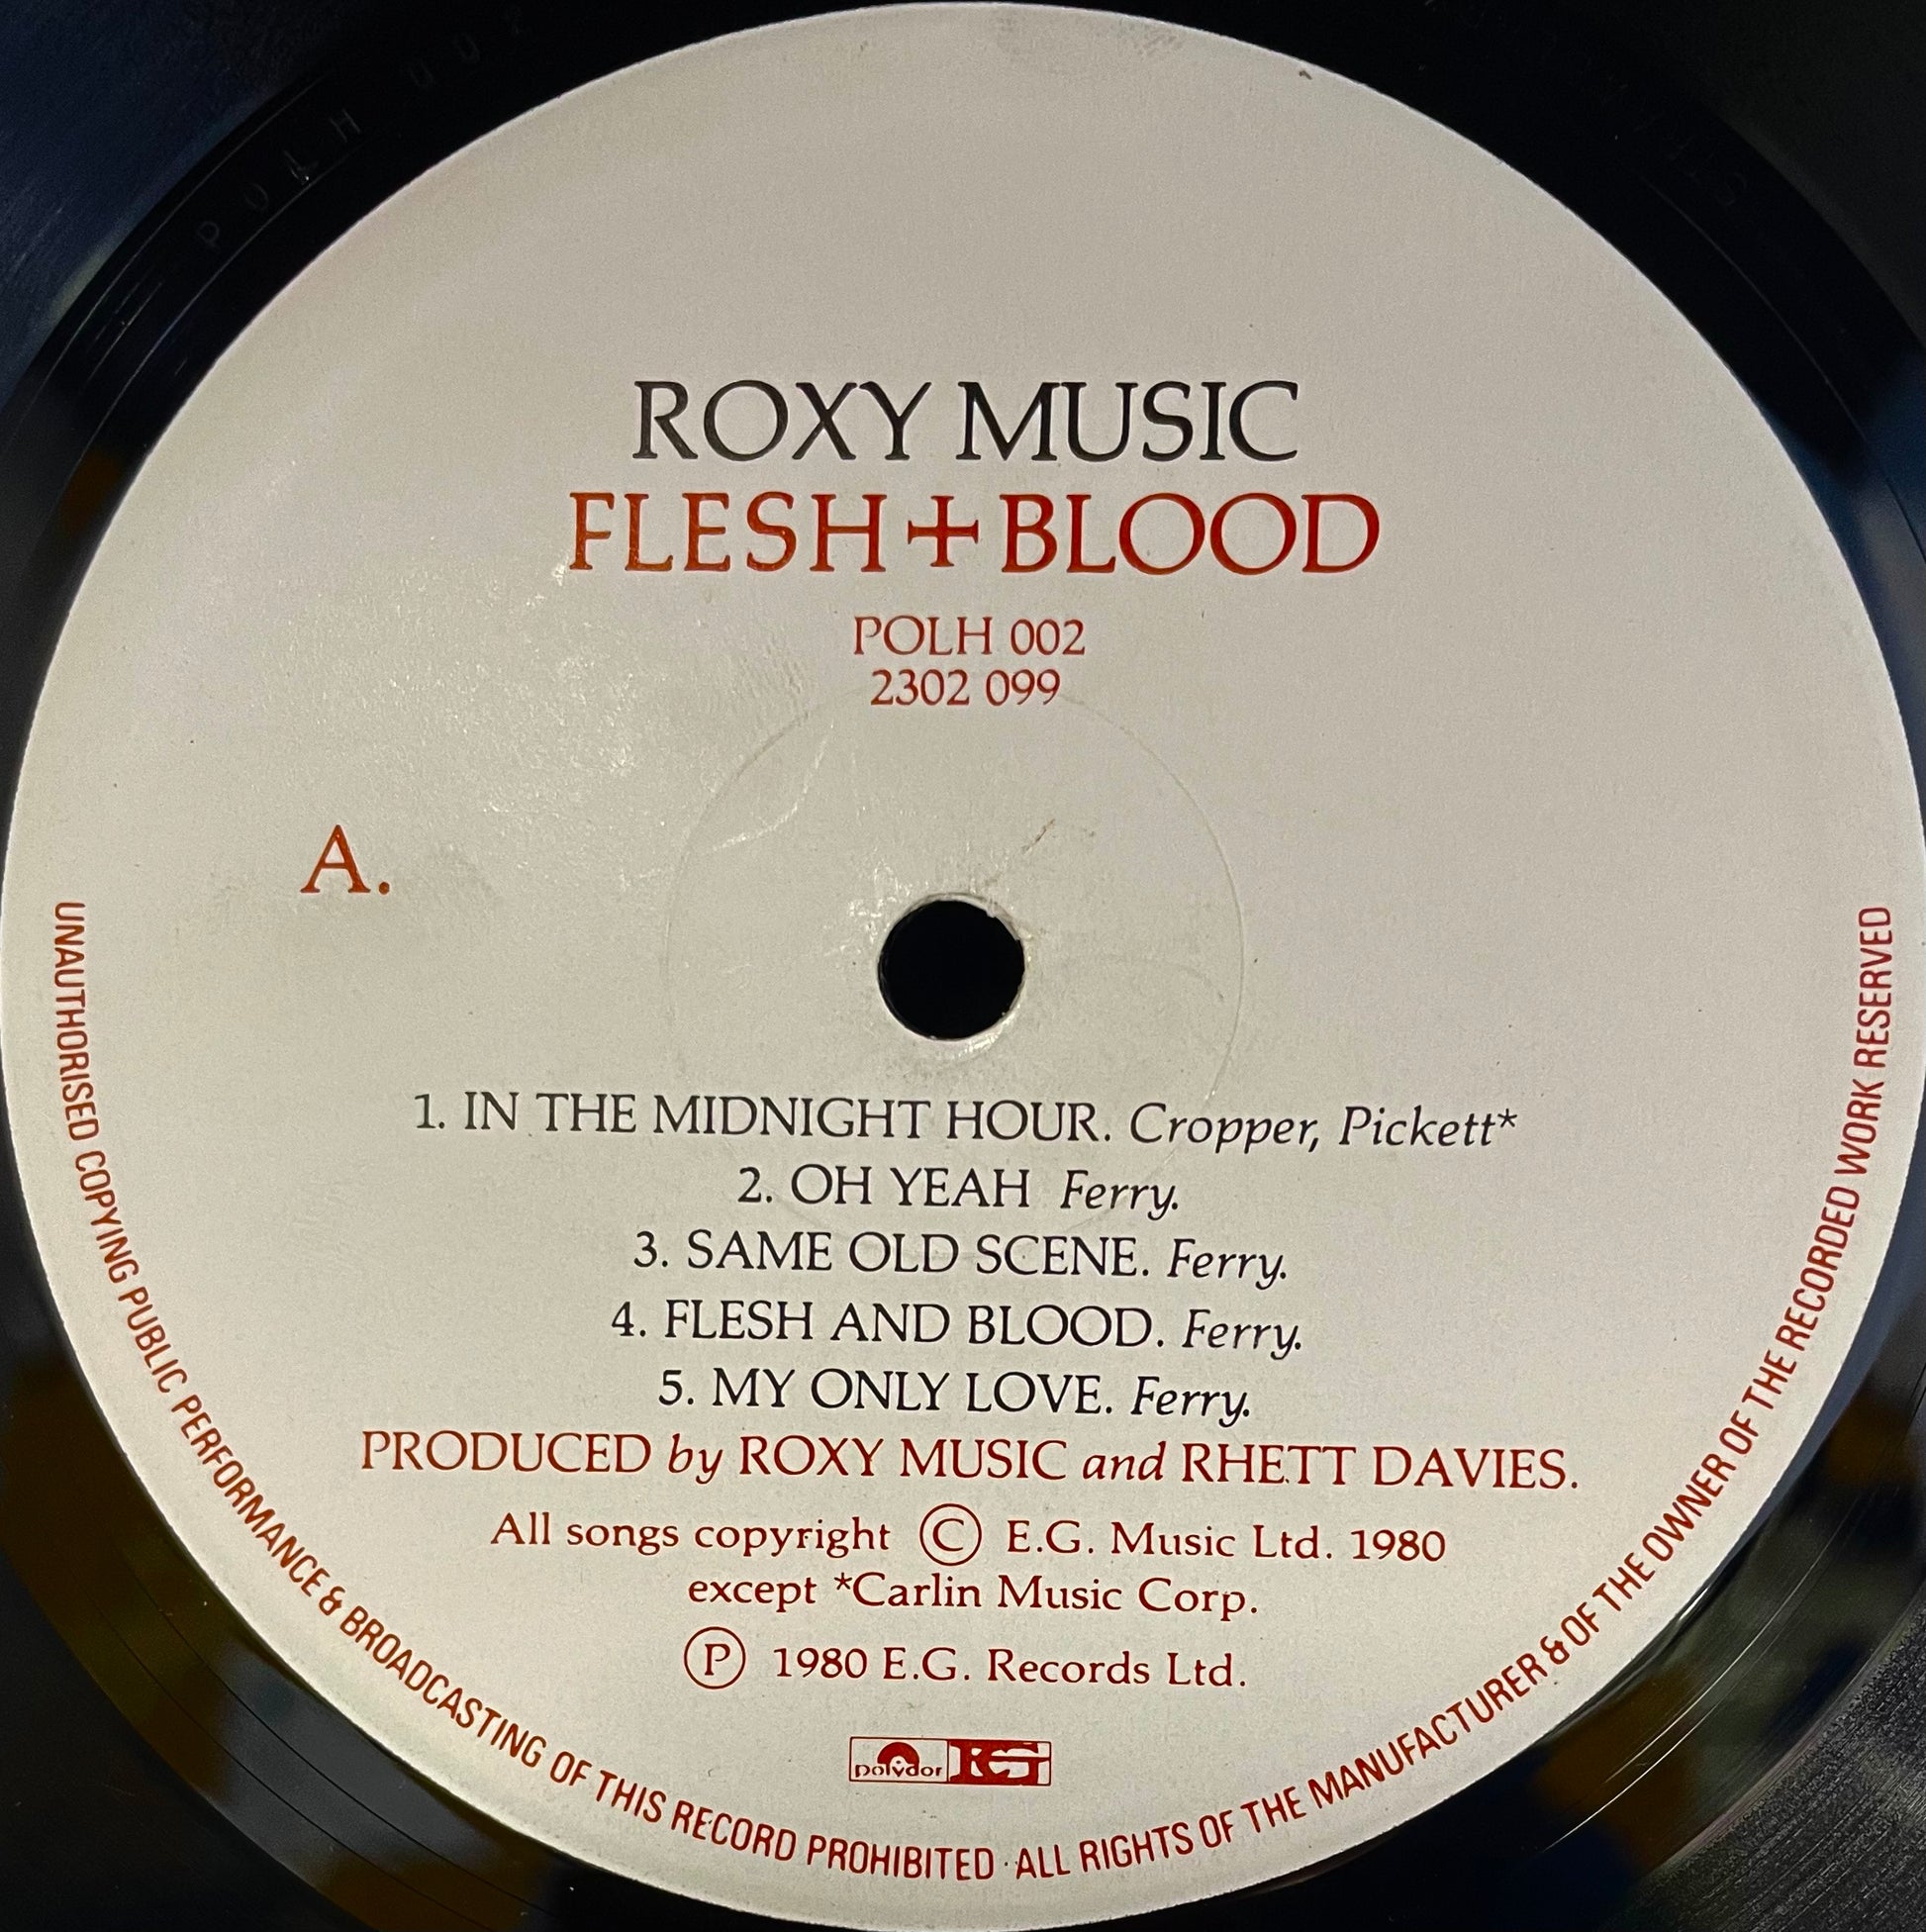 POLH 002
ROXY MUSIC
FLESH+BLOOD
POLH 002
2302 099
A.
1. IN THE MIDNIGHT HOUR. Cropper, Pickett*
2. OH YEAH Ferry.
3. SAME OLD SCENE. Ferry.
4. FLESH AND BLOOD. Ferry.
5. MY ONLY LOVE. Ferry.
PRODUCED by ROXY MUSIC and RHETT DAVIES.
All songs copyright © E.G. Music Ltd. 1980
except *Carlin Music Corp.
℗ 1980 E.G. Records Ltd.
polydor EG
UNAUTHORISED COPYING PUBLIC PERFORMANCE & BROADCASTING OF THIS RECORD PROHIBITED · ALL RIGHTS OF THE MANUFACTURER & OF THE OWNER OF THE RECORDED WORK RESERVED